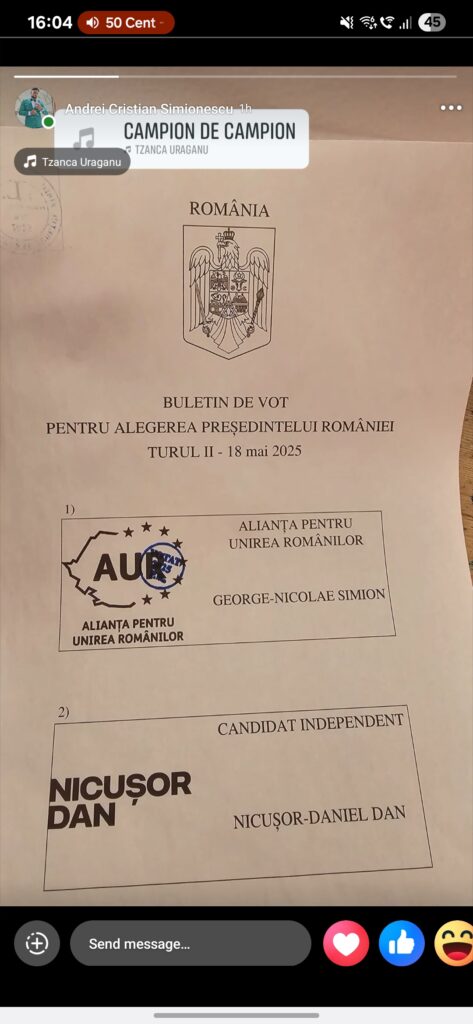 16:04
50 Cent -
45
Andrei Cristian Simionescu 1h
CAMPION DE CAMPION
TZANCA URAGANU
Tzanca Uraganu
ROMÂNIA
BULETIN DE VOT
PENTRU ALEGEREA PREȘEDINTELUI ROMÂNIEI
TURUL II - 18 mai 2025
1)
ALIANȚA PENTRU
UNIREA ROMÂNILOR
AUR
GEORGE-NICOLAE SIMION
ALIANȚA PENTRU
UNIREA ROMÂNILOR
2)
CANDIDAT INDEPENDENT
NICUȘOR
DAN
NICUȘOR-DANIEL DAN
Send message...